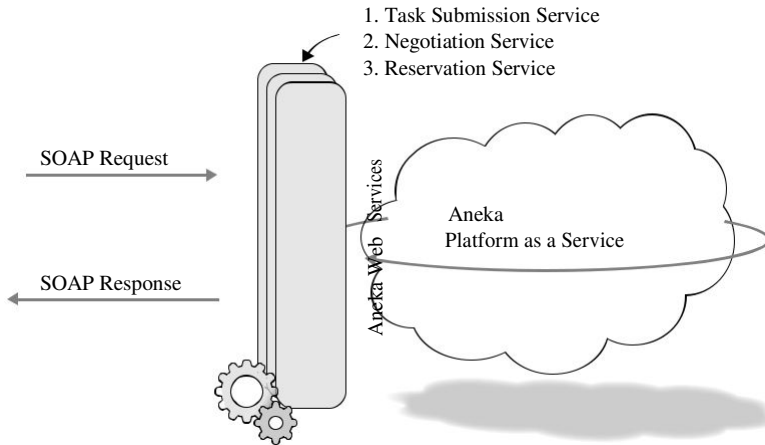 1. Task Submission Service
2. Negotiation Service
3. Reservation Service
SOAP Request
SOAP Response
Aneka Web Services
Aneka
Platform as a Service